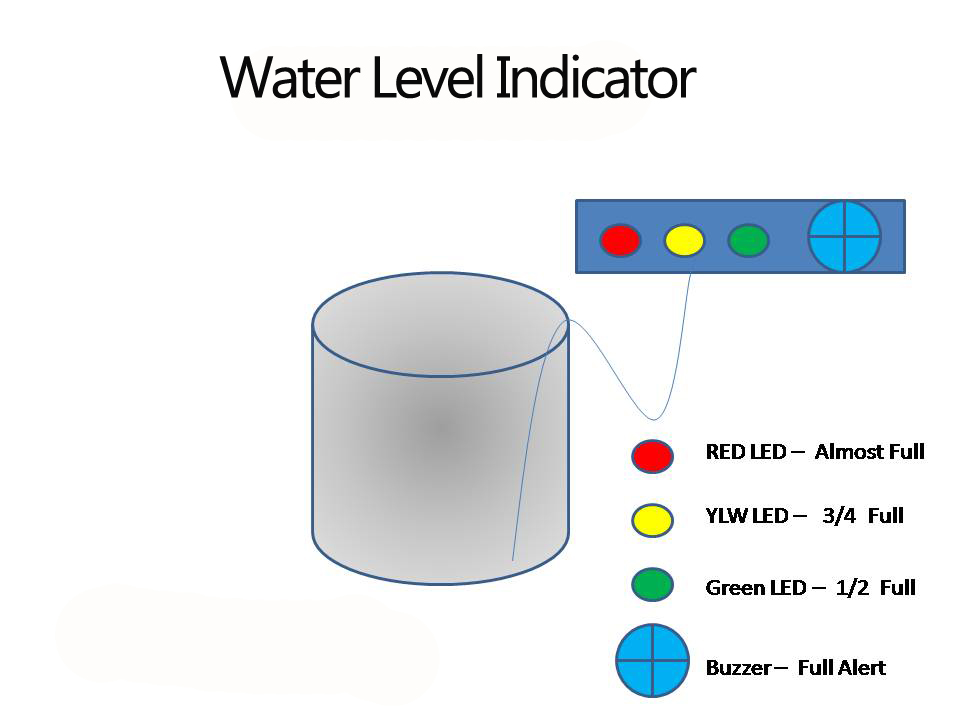 Water Level Indicator
RED LED – Almost Full
YLW LED – 3/4 Full
Green LED – 1/2 Full
Buzzer – Full Alert